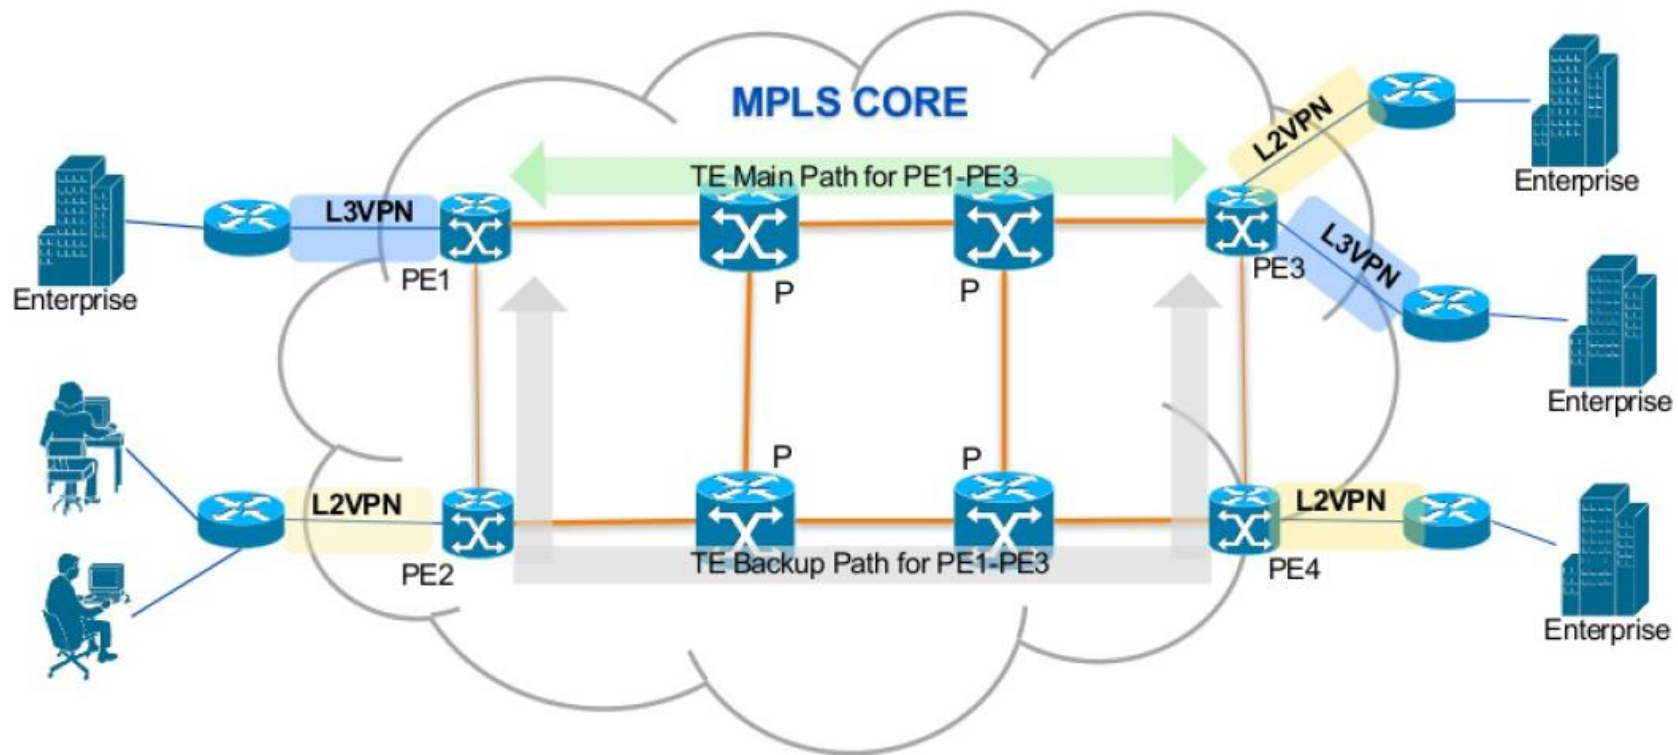 MPLS CORE
L2VPN
Enterprise
TE Main Path for PE1-PE3
L3VPN
PE1
Enterprise
P
P
PE3
L3VPN
Enterprise
P
P
L2VPN
PE2
L2VPN
PE4
TE Backup Path for PE1-PE3
Enterprise